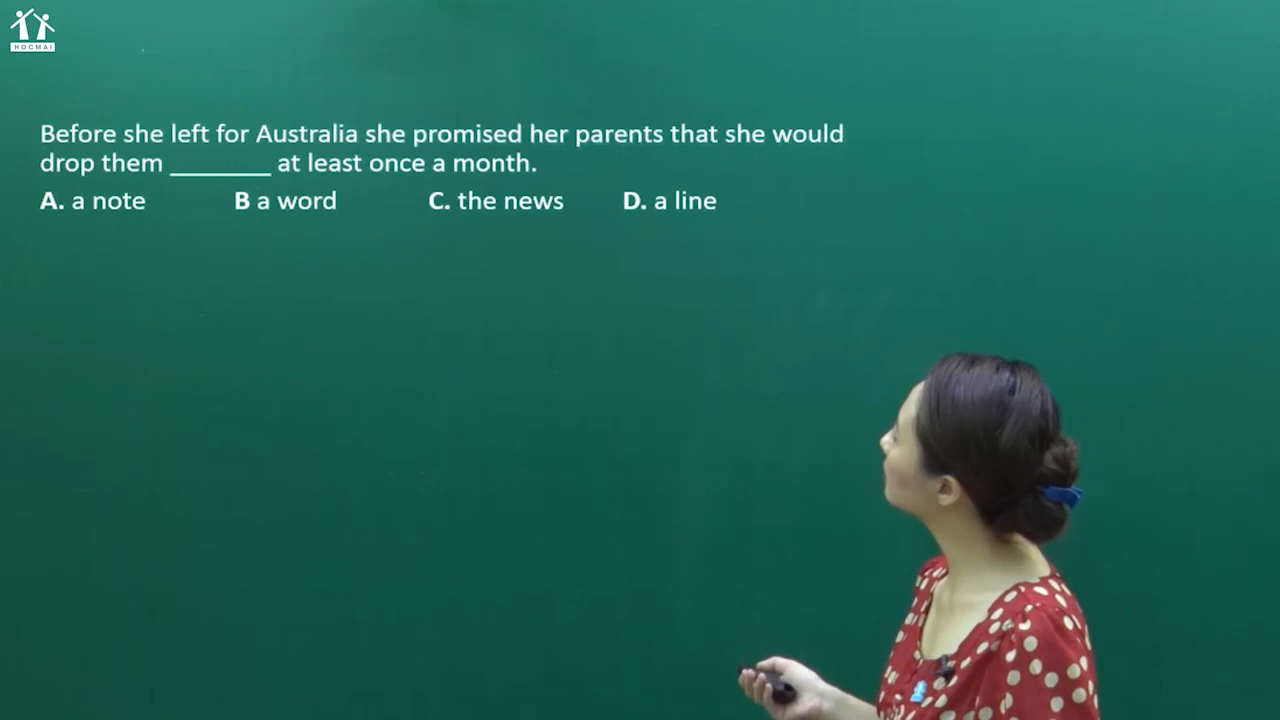 HOCMAI
Before she left for Australia she promised her parents that she would
drop them ________ at least once a month.
A. a note B a word C. the news D. a line